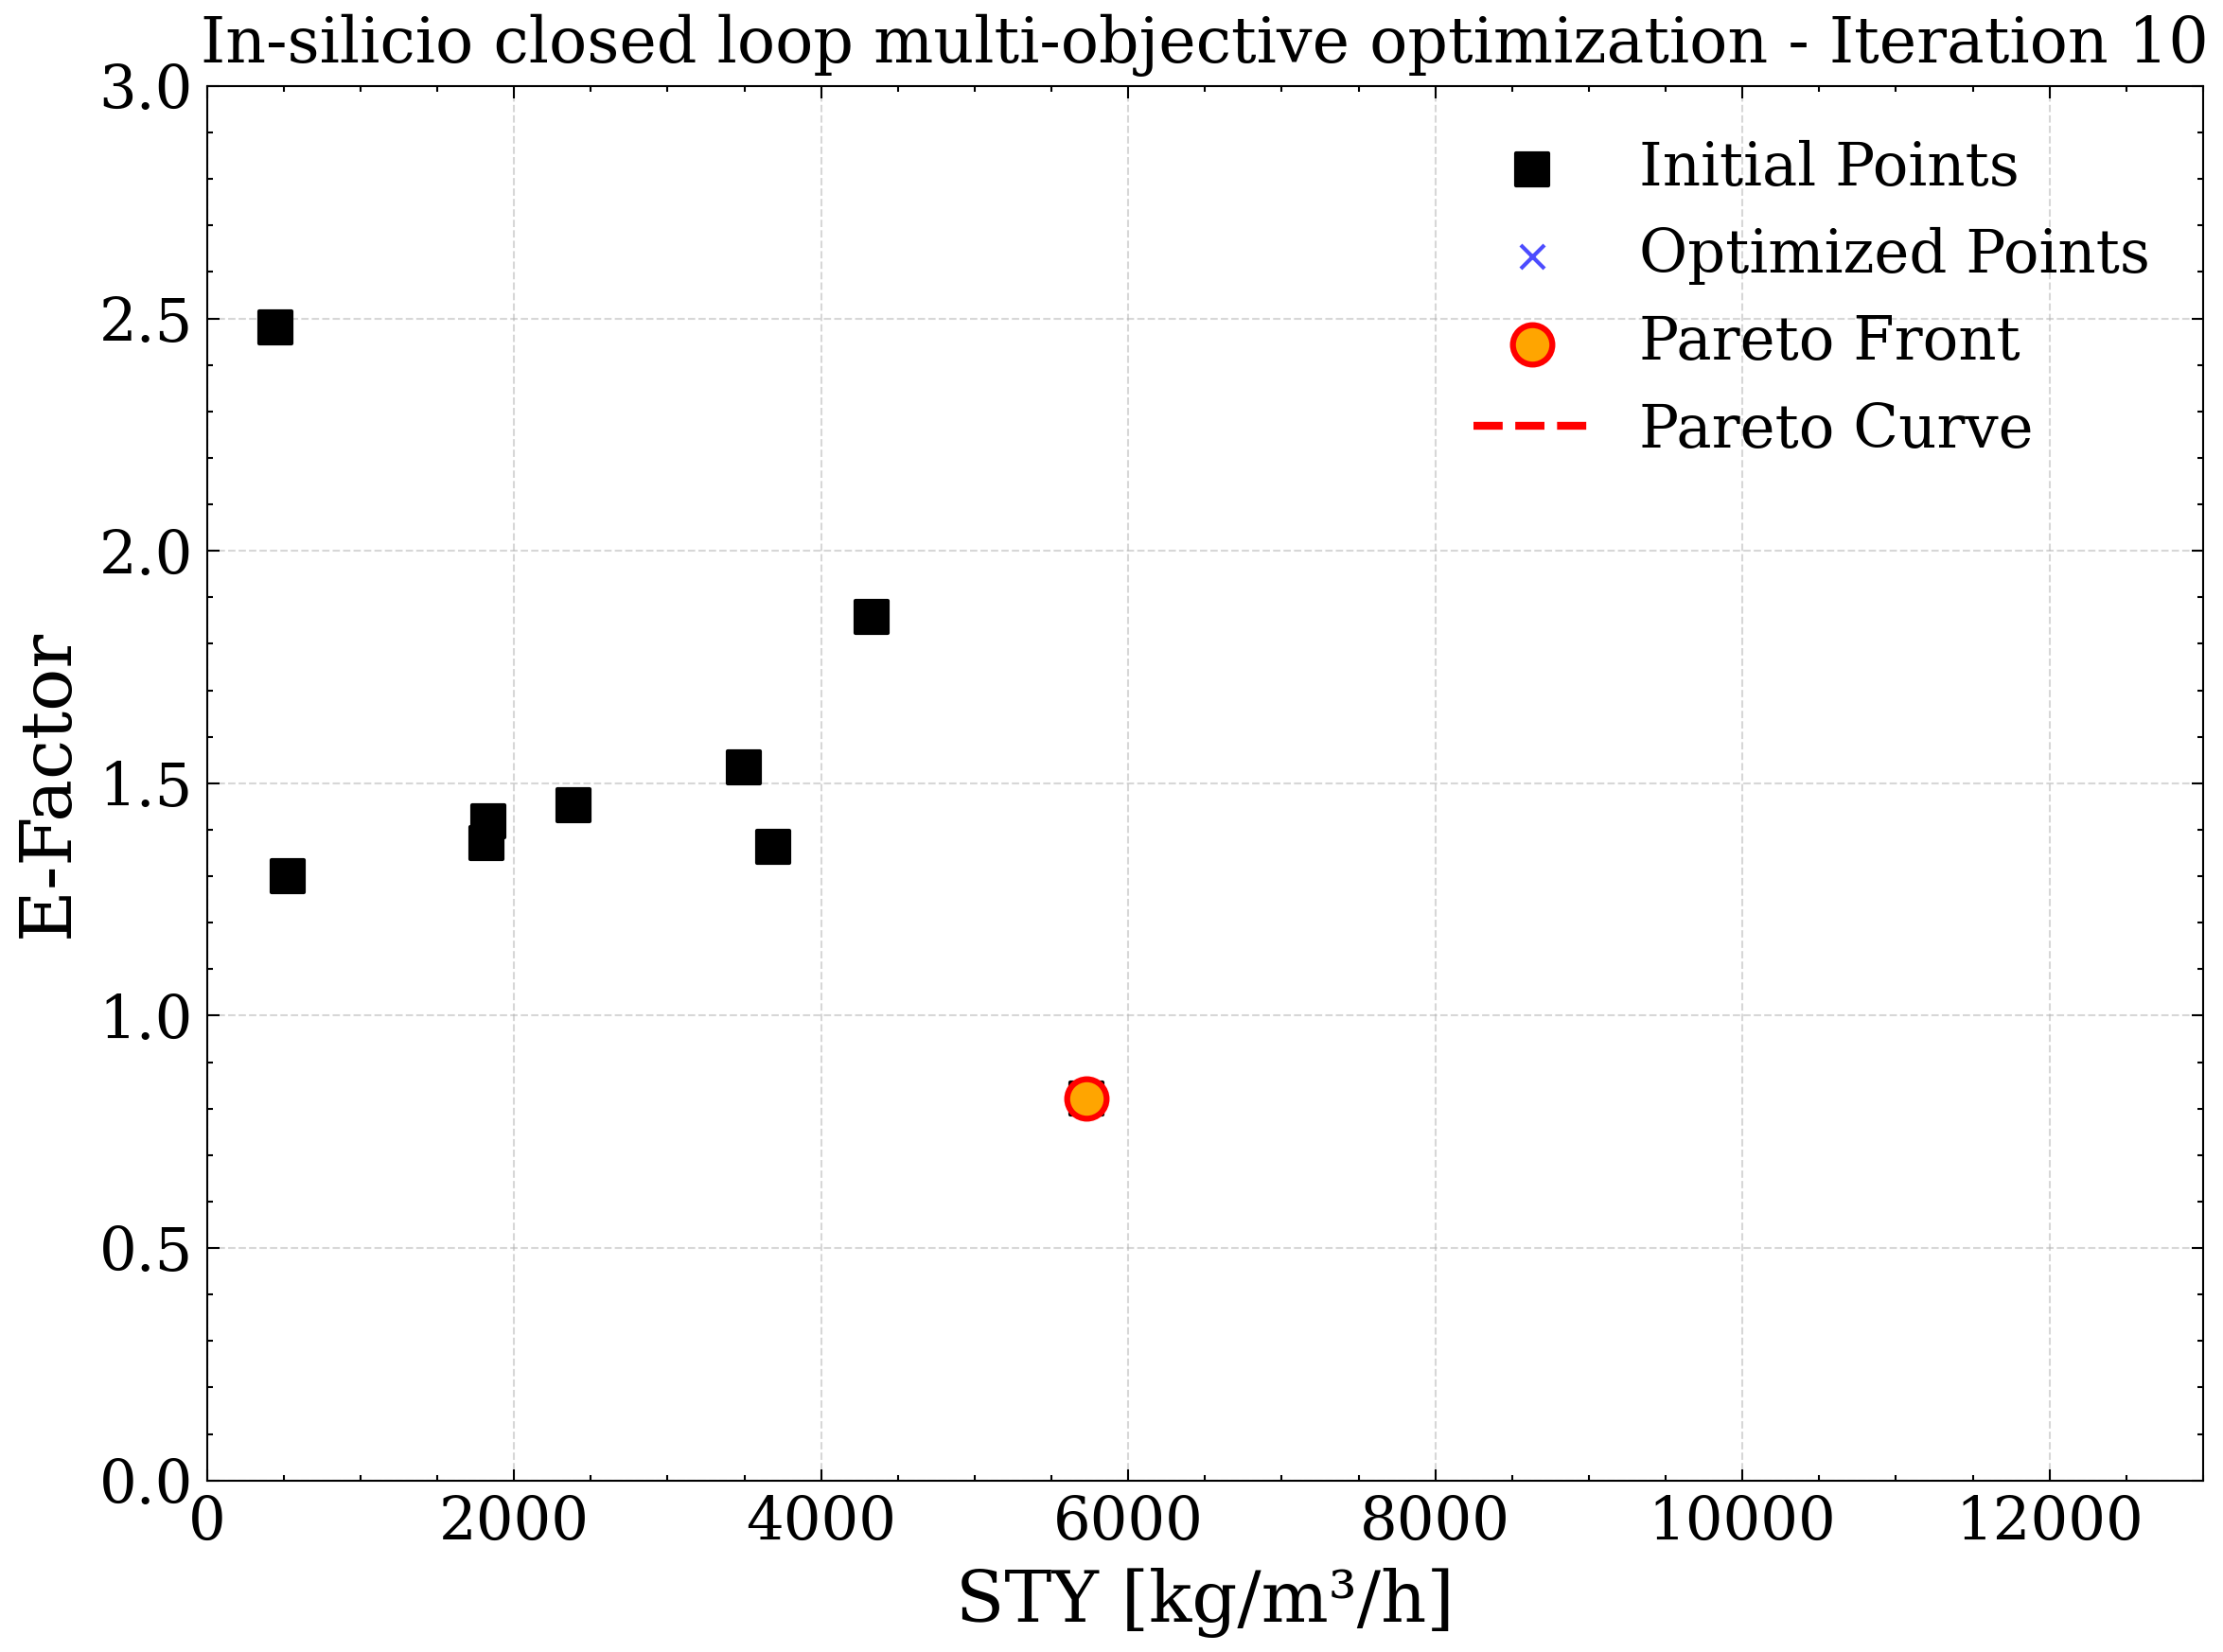 In-silicio closed loop multi-objective optimization - Iteration 10
3.0
2.5
2.0
1.5
1.0
0.5
0.0
E-Factor
Initial Points
Optimized Points
Pareto Front
Pareto Curve
0 2000 4000 6000 8000 10000 12000
STY [kg/m³/h]